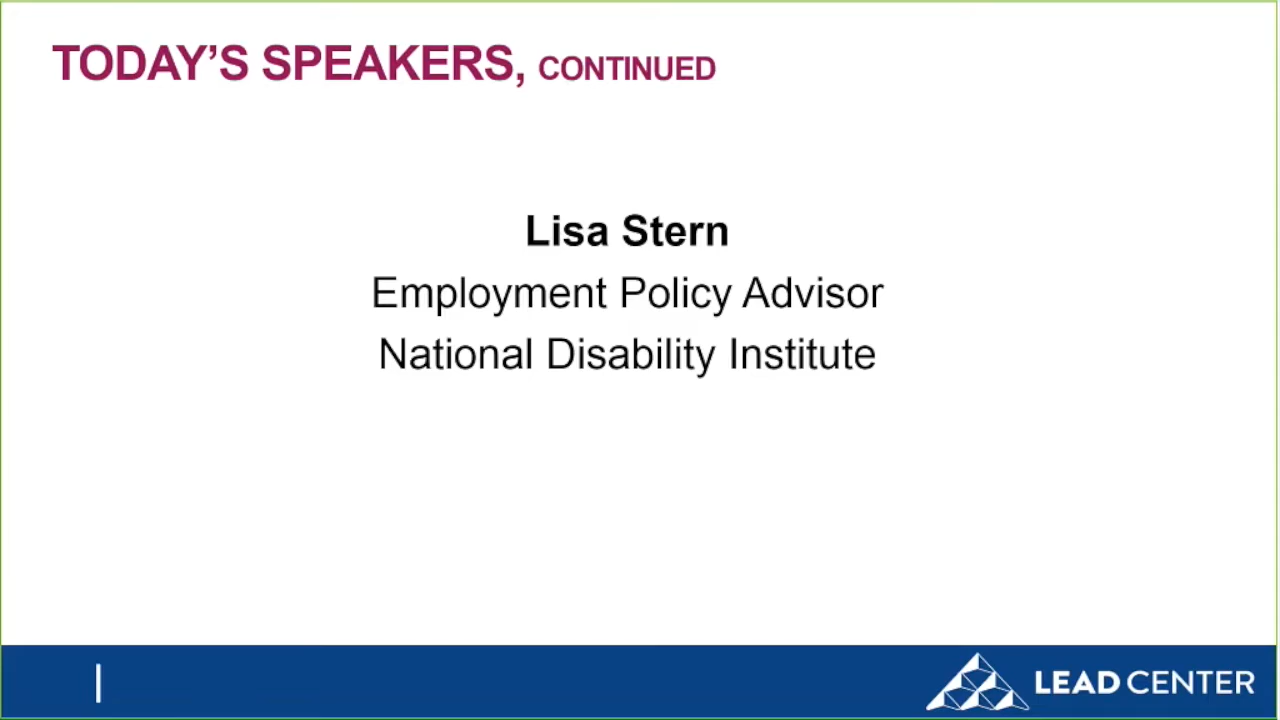 TODAY’S SPEAKERS, CONTINUED
Lisa Stern
Employment Policy Advisor
National Disability Institute
LEAD CENTER